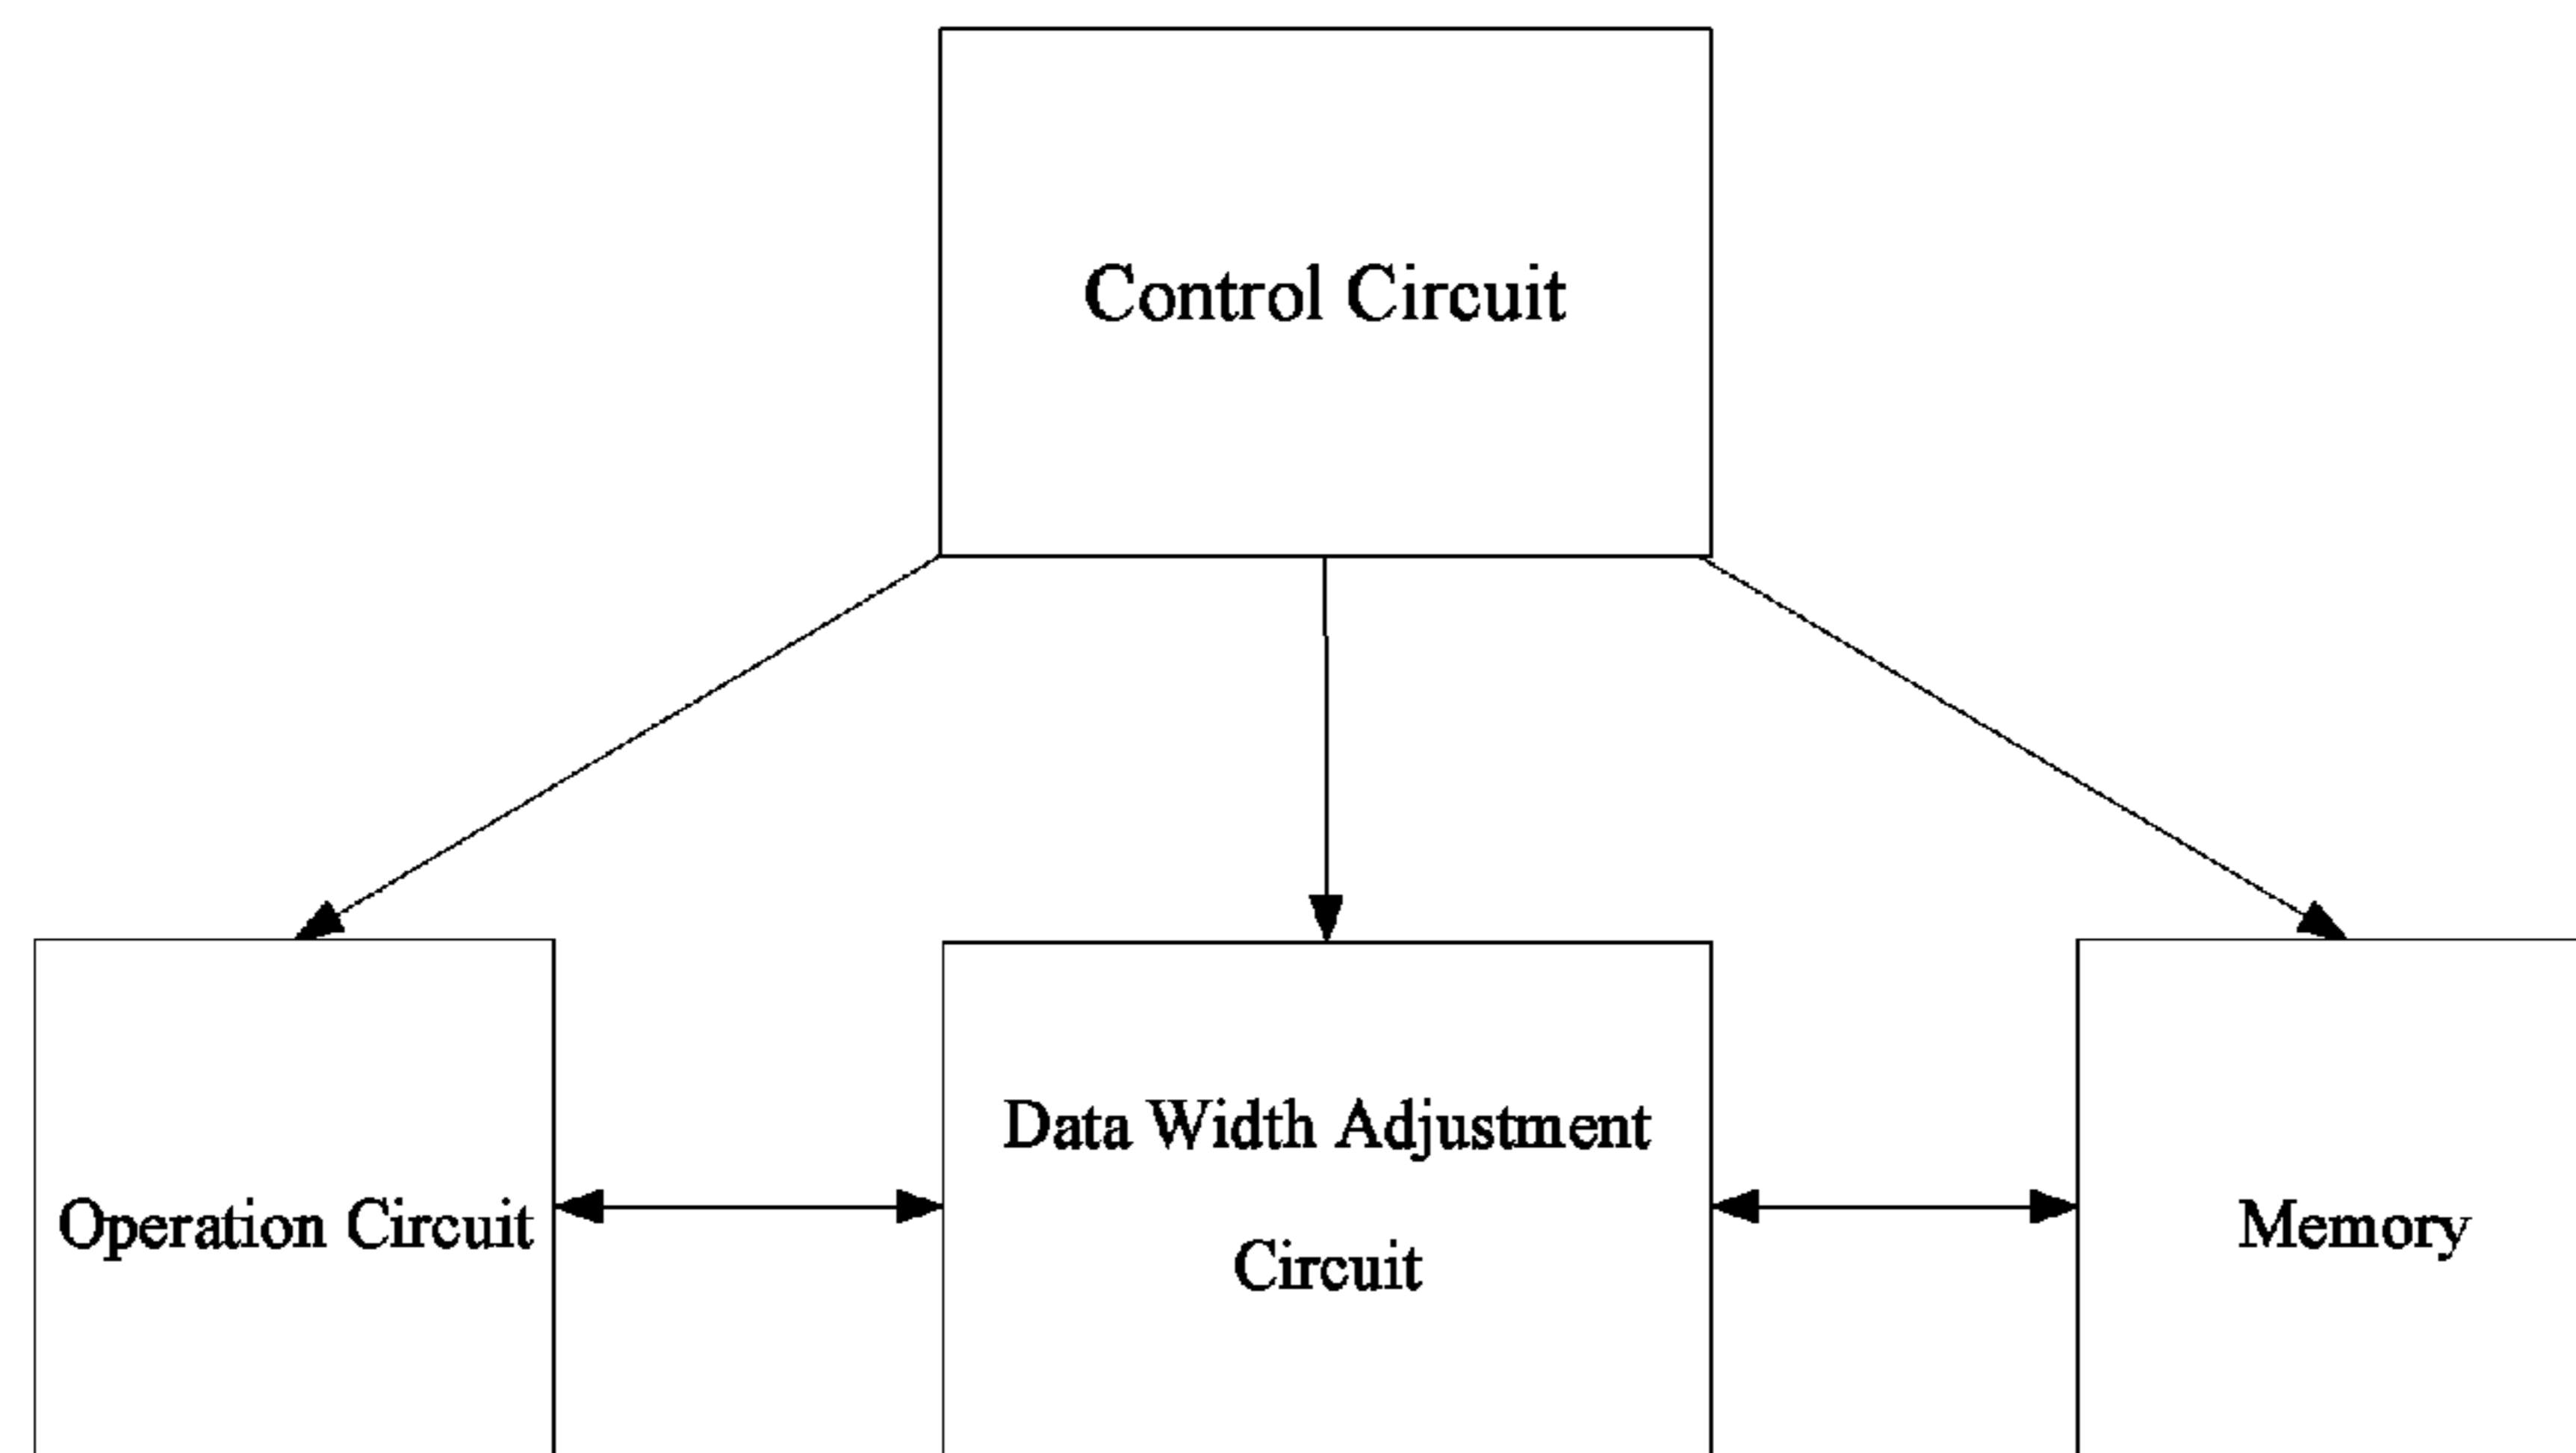 Control Circuit
Data Width Adjustment
Operation Circuit
Memory
Circuit